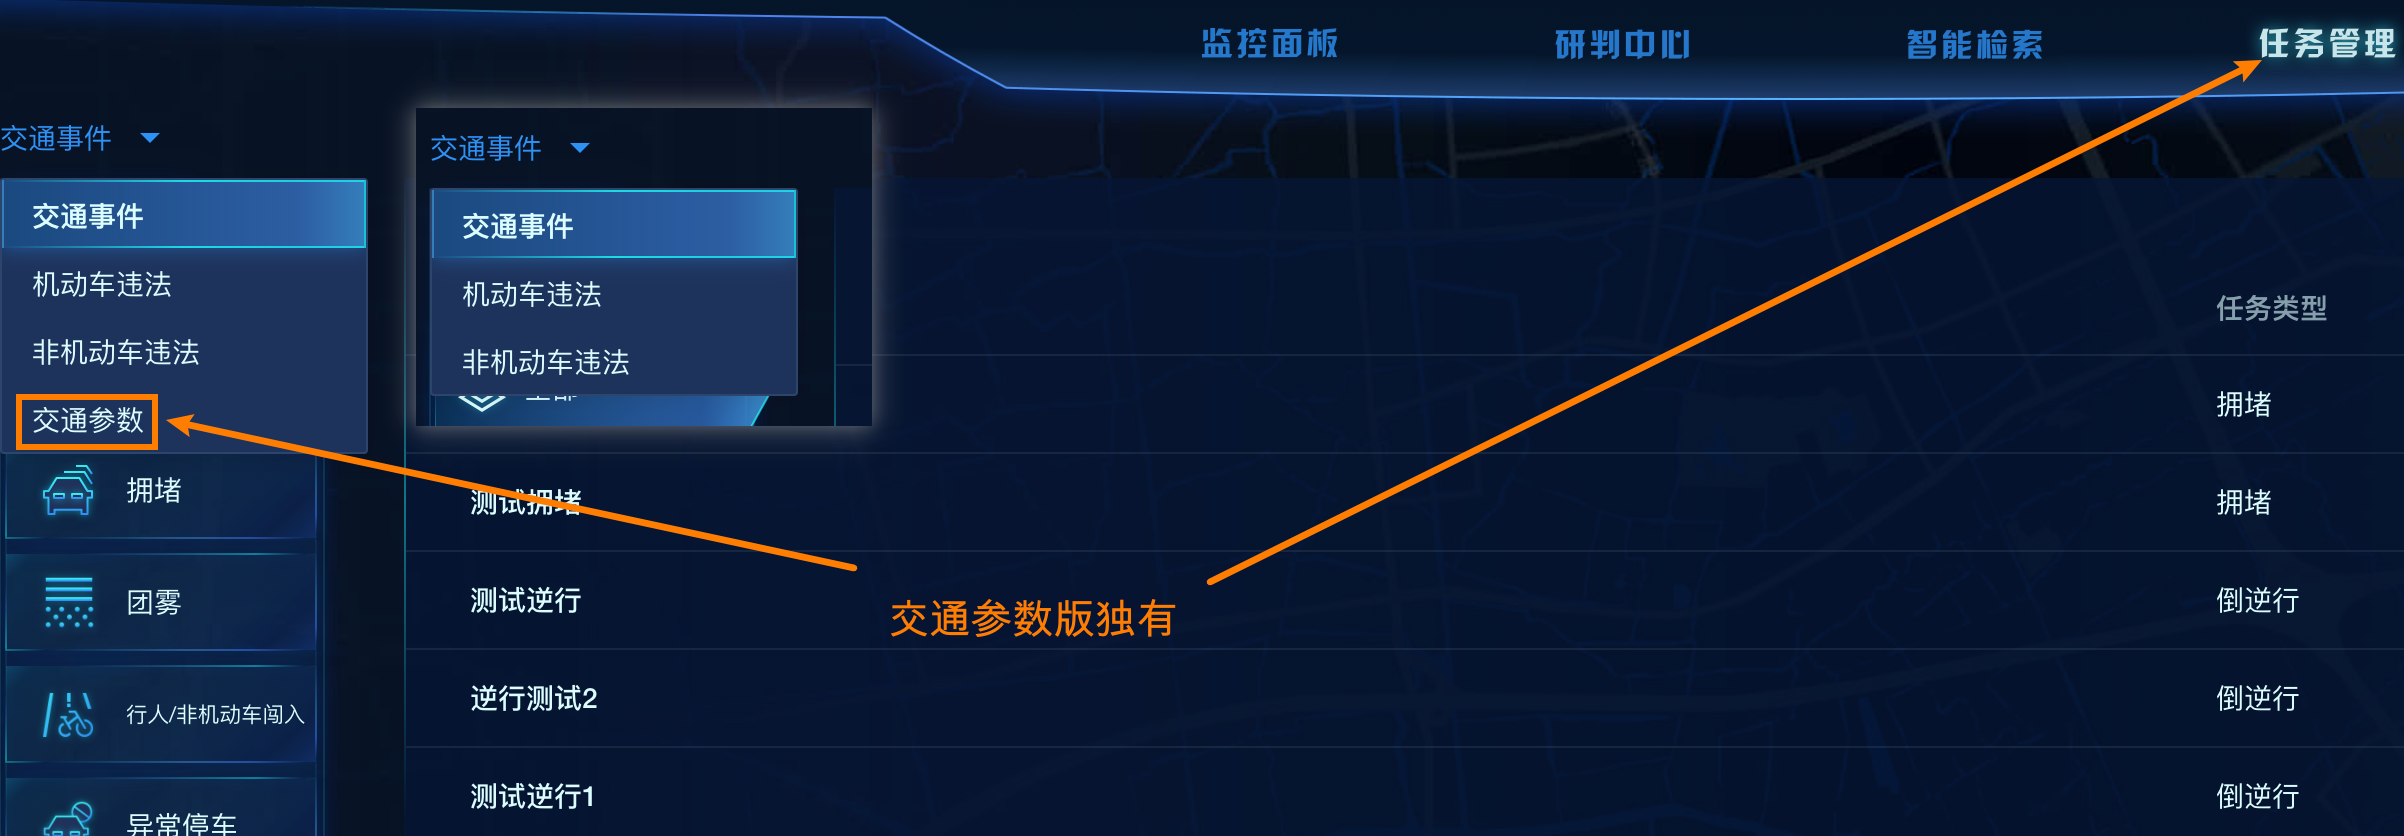 监控面板
研判中心
智能检索
任务管理
交通事件
交通事件
机动车违法
非机动车违法
交通参数
交通事件
交通事件
机动车违法
非机动车违法
全部
拥堵
团雾
行人/非机动车闯入
异常停车
任务类型
拥堵
测试拥堵
拥堵
测试逆行
倒逆行
逆行测试2
倒逆行
测试逆行1
倒逆行
交通参数版独有